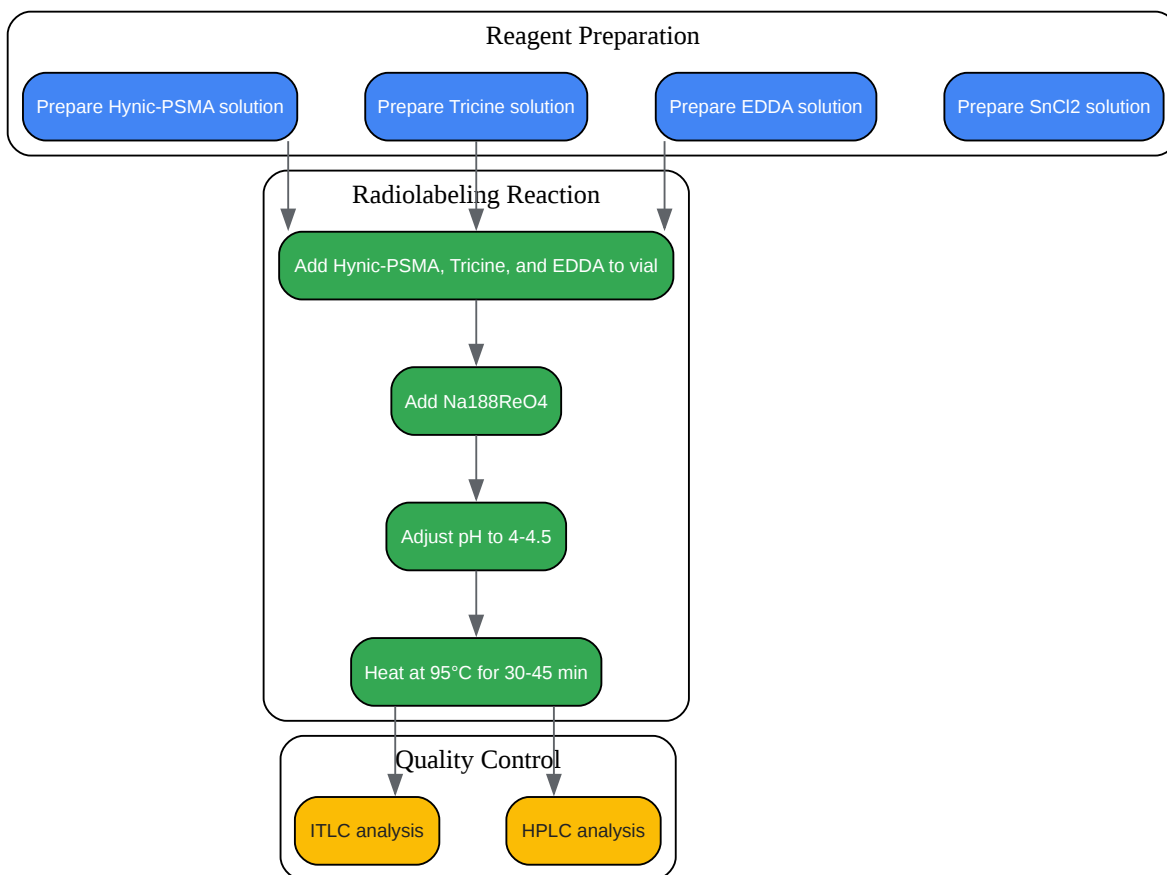 Reagent Preparation
Prepare Hynic-PSMA solution
Prepare Tricine solution
Prepare EDDA solution
Prepare SnCl2 solution
Radiolabeling Reaction
Add Hynic-PSMA, Tricine, and EDDA to vial
Add Na188ReO4
Adjust pH to 4-4.5
Heat at 95°C for 30-45 min
Quality Control
ITLC analysis
HPLC analysis